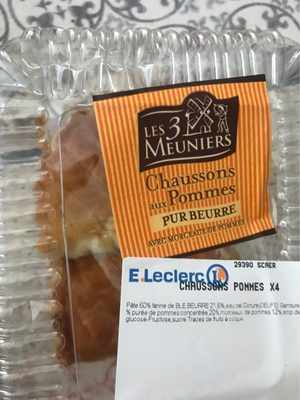 LES 3
MEUNIERS
Chaussons
aux Pommes
PUR BEURRE
AVEC MORCEAUX DE POMMES
29390 SCAER
E.Leclerc L
CHAUSSONS POMMES X4
Pâte 60% farine de BLE,BEURRE 21,6%,eau,sel.Dorure(OEUFS) Garniture
% purée de pommes concentrée 20%,morceaux de pommes 12%,sirop de
glucose-Fructose,sucre Traces de fruits à coque